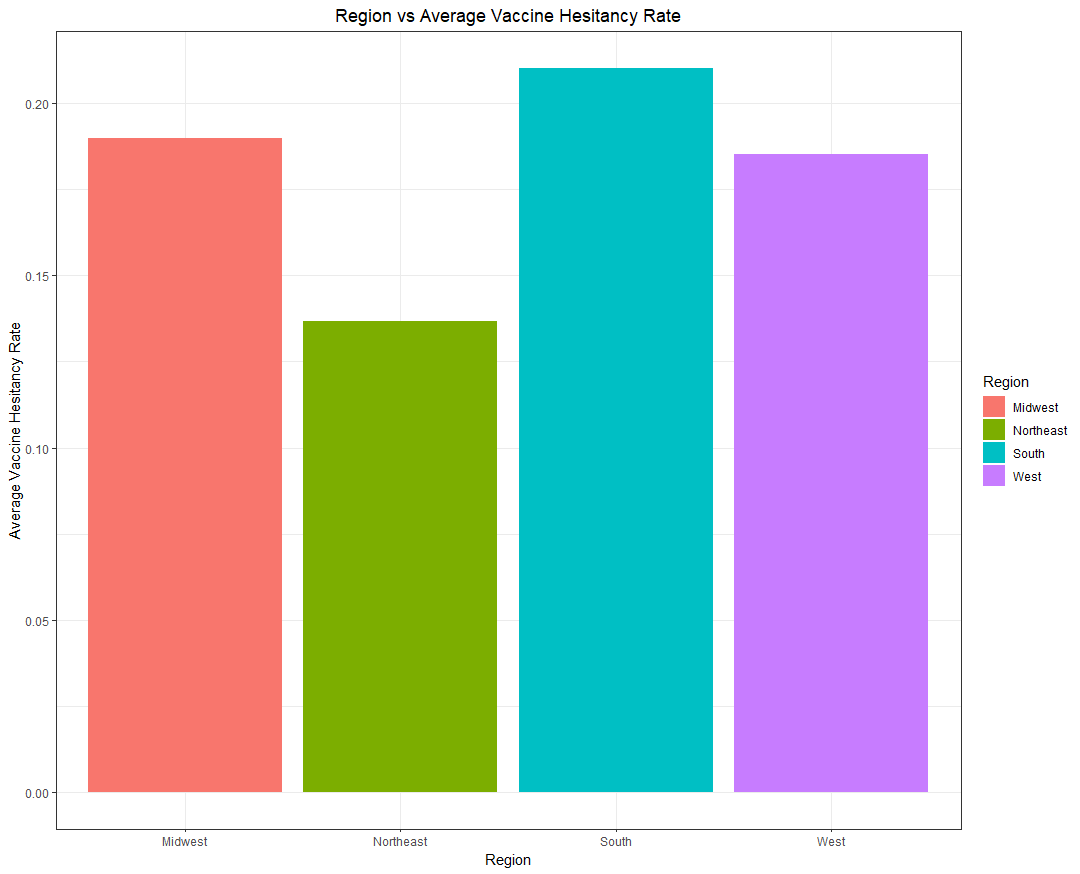 Region vs Average Vaccine Hesitancy Rate
Average Vaccine Hesitancy Rate
0.20
0.15
0.10
0.05
0.00
Midwest
Northeast
South
West
Region
Region
Midwest
Northeast
South
West